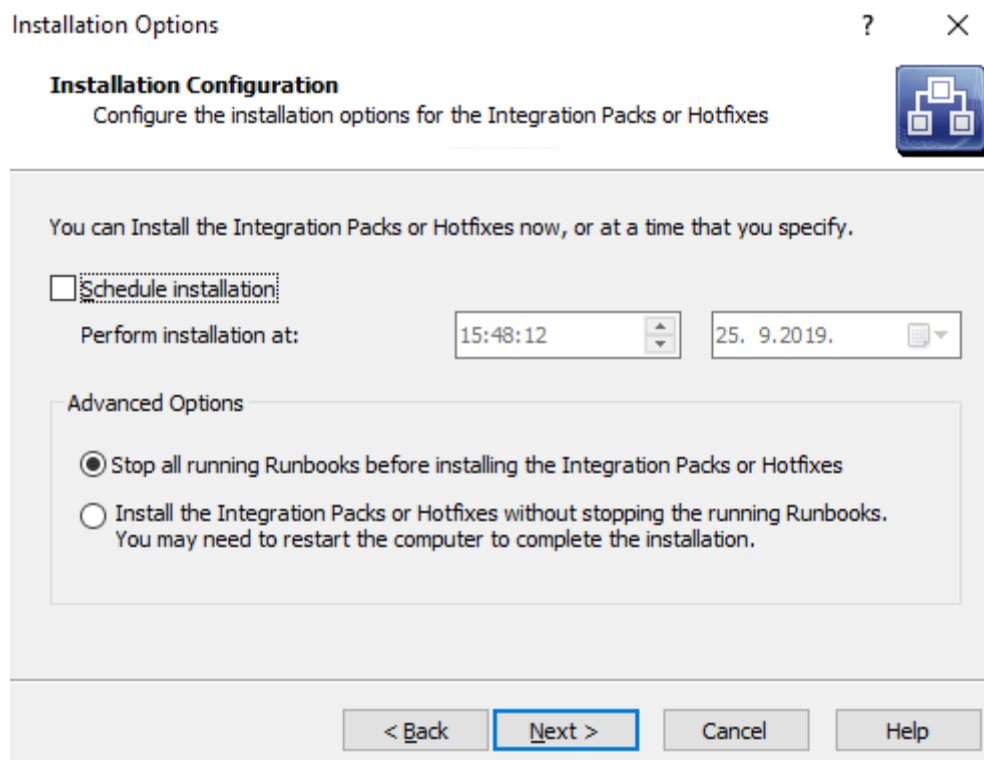 Installation Options
?
Installation Configuration
Configure the installation options for the Integration Packs or Hotfixes
You can Install the Integration Packs or Hotfixes now, or at a time that you specify.
Schedule installation
Perform installation at: 15:48:12 25. 9.2019.
Advanced Options
Stop all running Runbooks before installing the Integration Packs or Hotfixes
Install the Integration Packs or Hotfixes without stopping the running Runbooks.
You may need to restart the computer to complete the installation.
< Back Next > Cancel Help